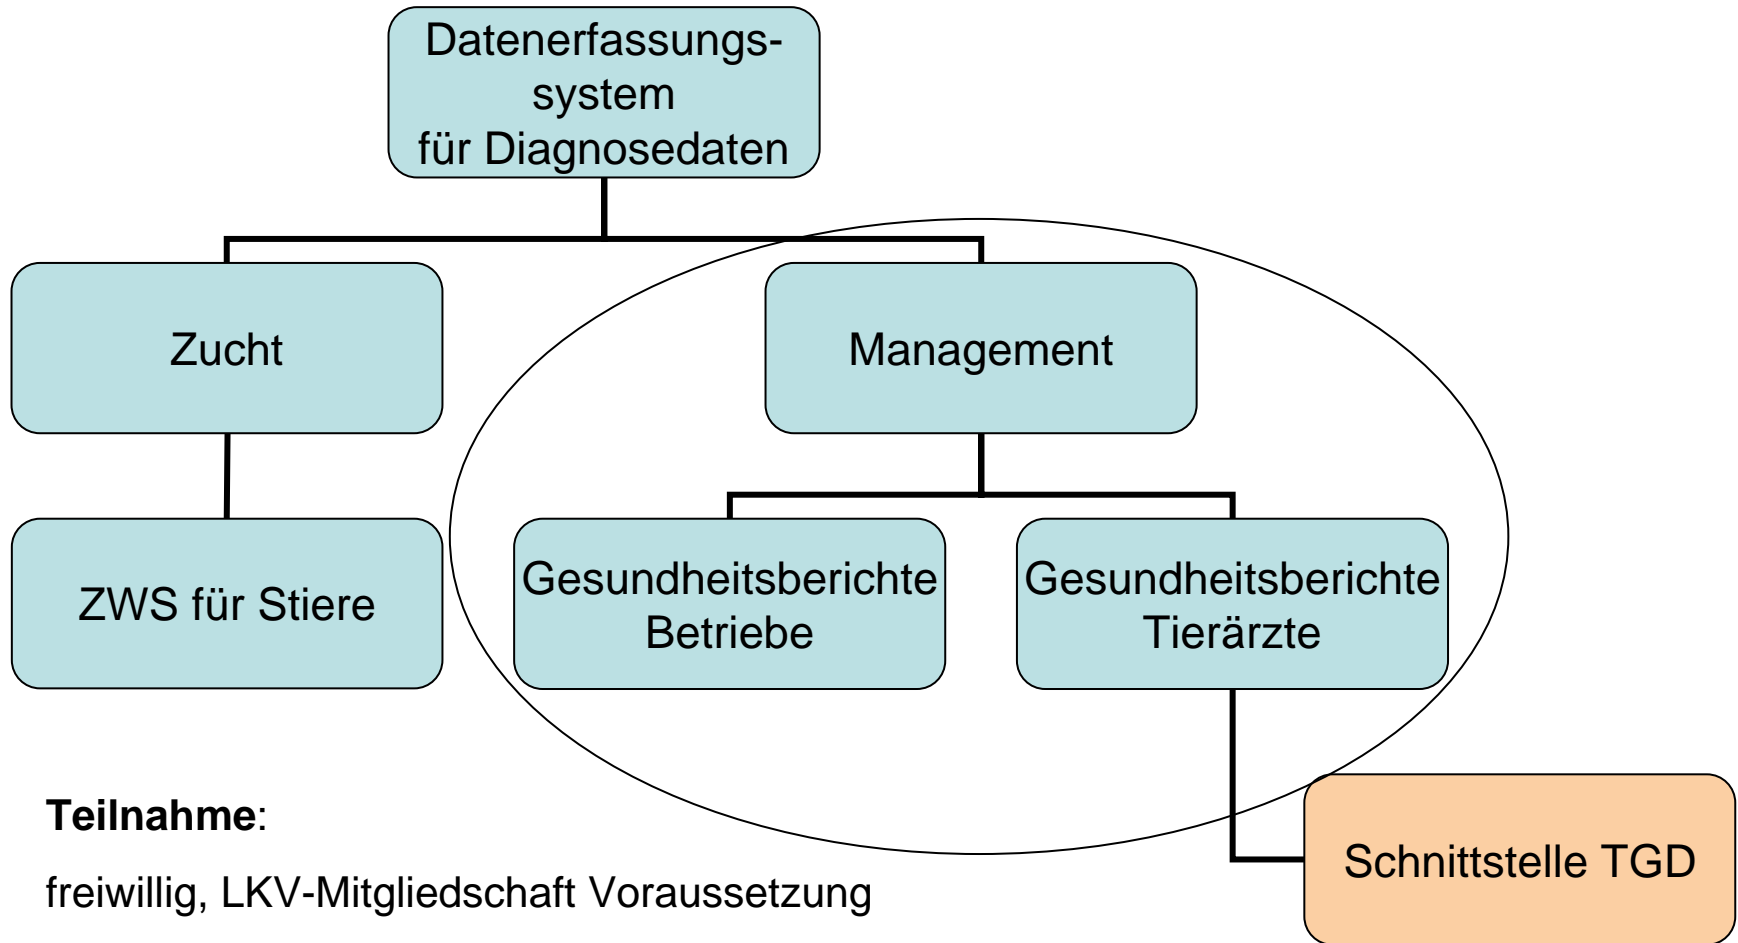 Datenerfassungs-
system
für Diagnosedaten
Zucht
Management
ZWS für Stiere
Gesundheitsberichte
Betriebe
Gesundheitsberichte
Tierärzte
Schnittstelle TGD
Teilnahme:
freiwillig, LKV-Mitgliedschaft Voraussetzung